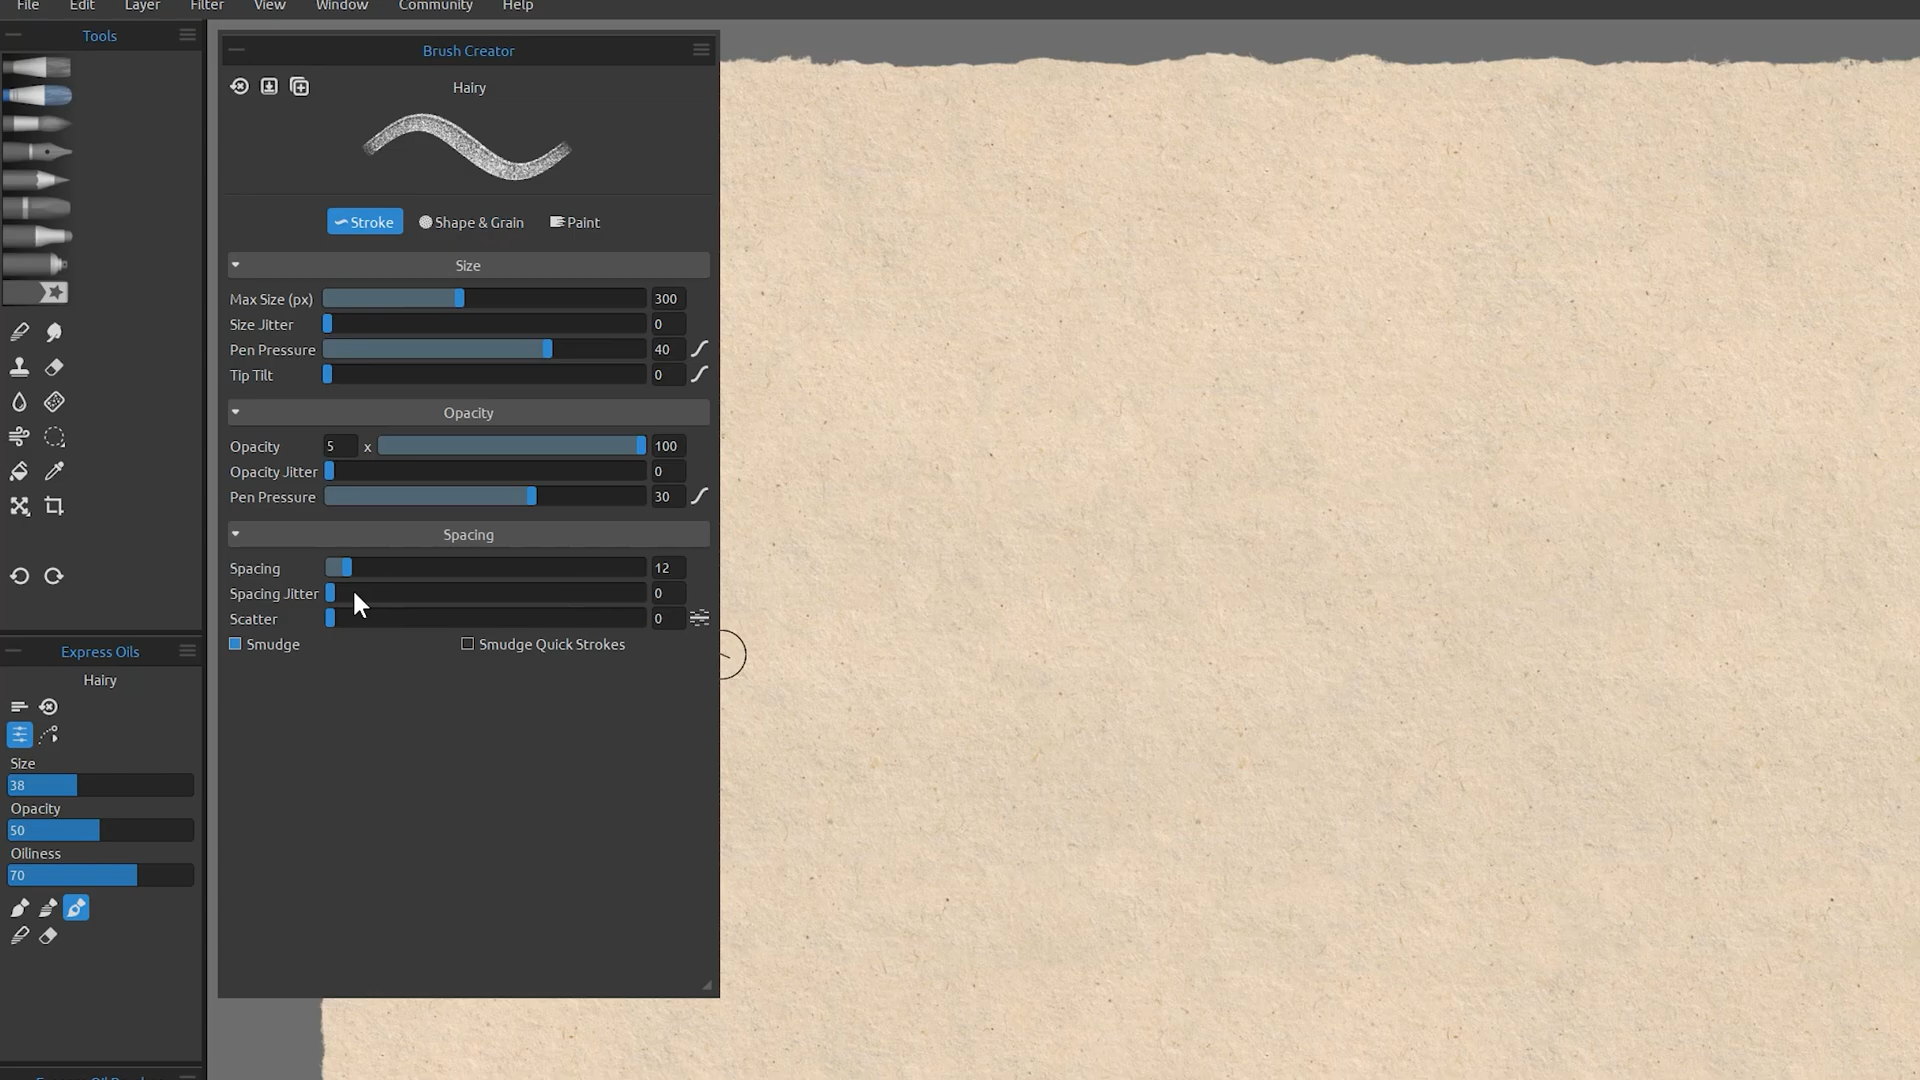 File Edit Layer Filter View Window Community Help
Tools
Brush Creator
Hairy
Stroke Shape & Grain Paint
Size
Max Size (px) 300
Size Jitter 0
Pen Pressure 40
Tip Tilt 0
Opacity
Opacity 5 x 100
Opacity Jitter 0
Pen Pressure 30
Spacing
Spacing 12
Spacing Jitter 0
Scatter 0
Smudge Smudge Quick Strokes
Express Oils
Hairy
Size
38
Opacity
50
Oiliness
70